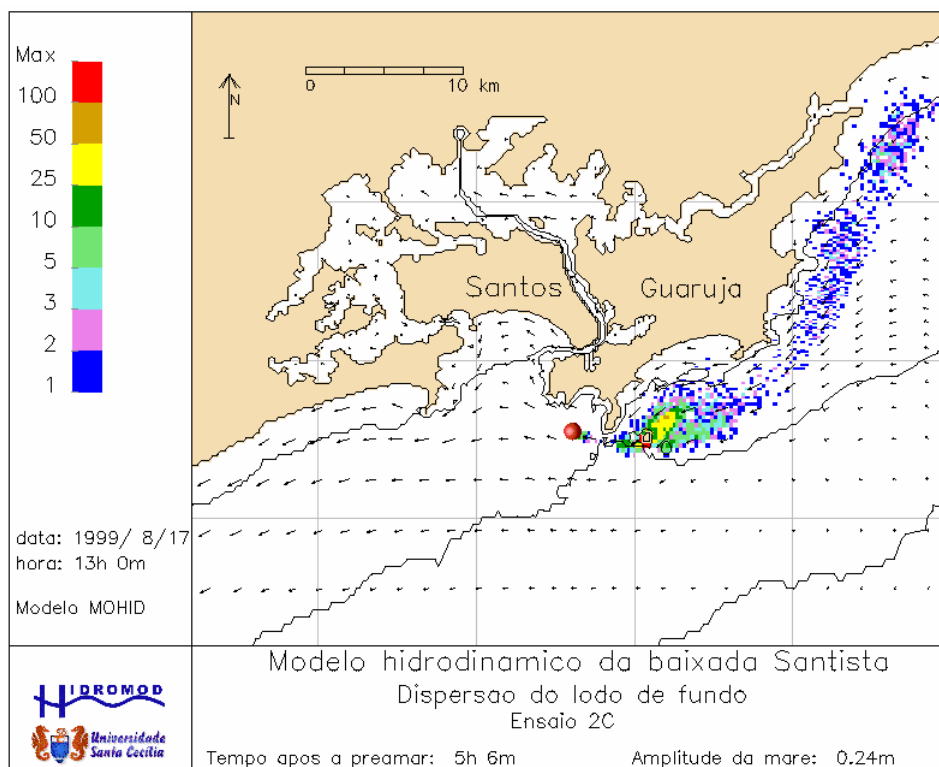 Max
100
50
25
10
5
3
2
1
N
0 10 km
Santos
Guaruja
data: 1999/ 8/17
hora: 13h 0m
Modelo MOHID
HIDROMOD
Universidade
Santa Cecília
Modelo hidrodinamico da baixada Santista
Dispersao do lodo de fundo
Ensaio 2C
Tempo apos a preamar: 5h 6m Amplitude da mare: 0.24m